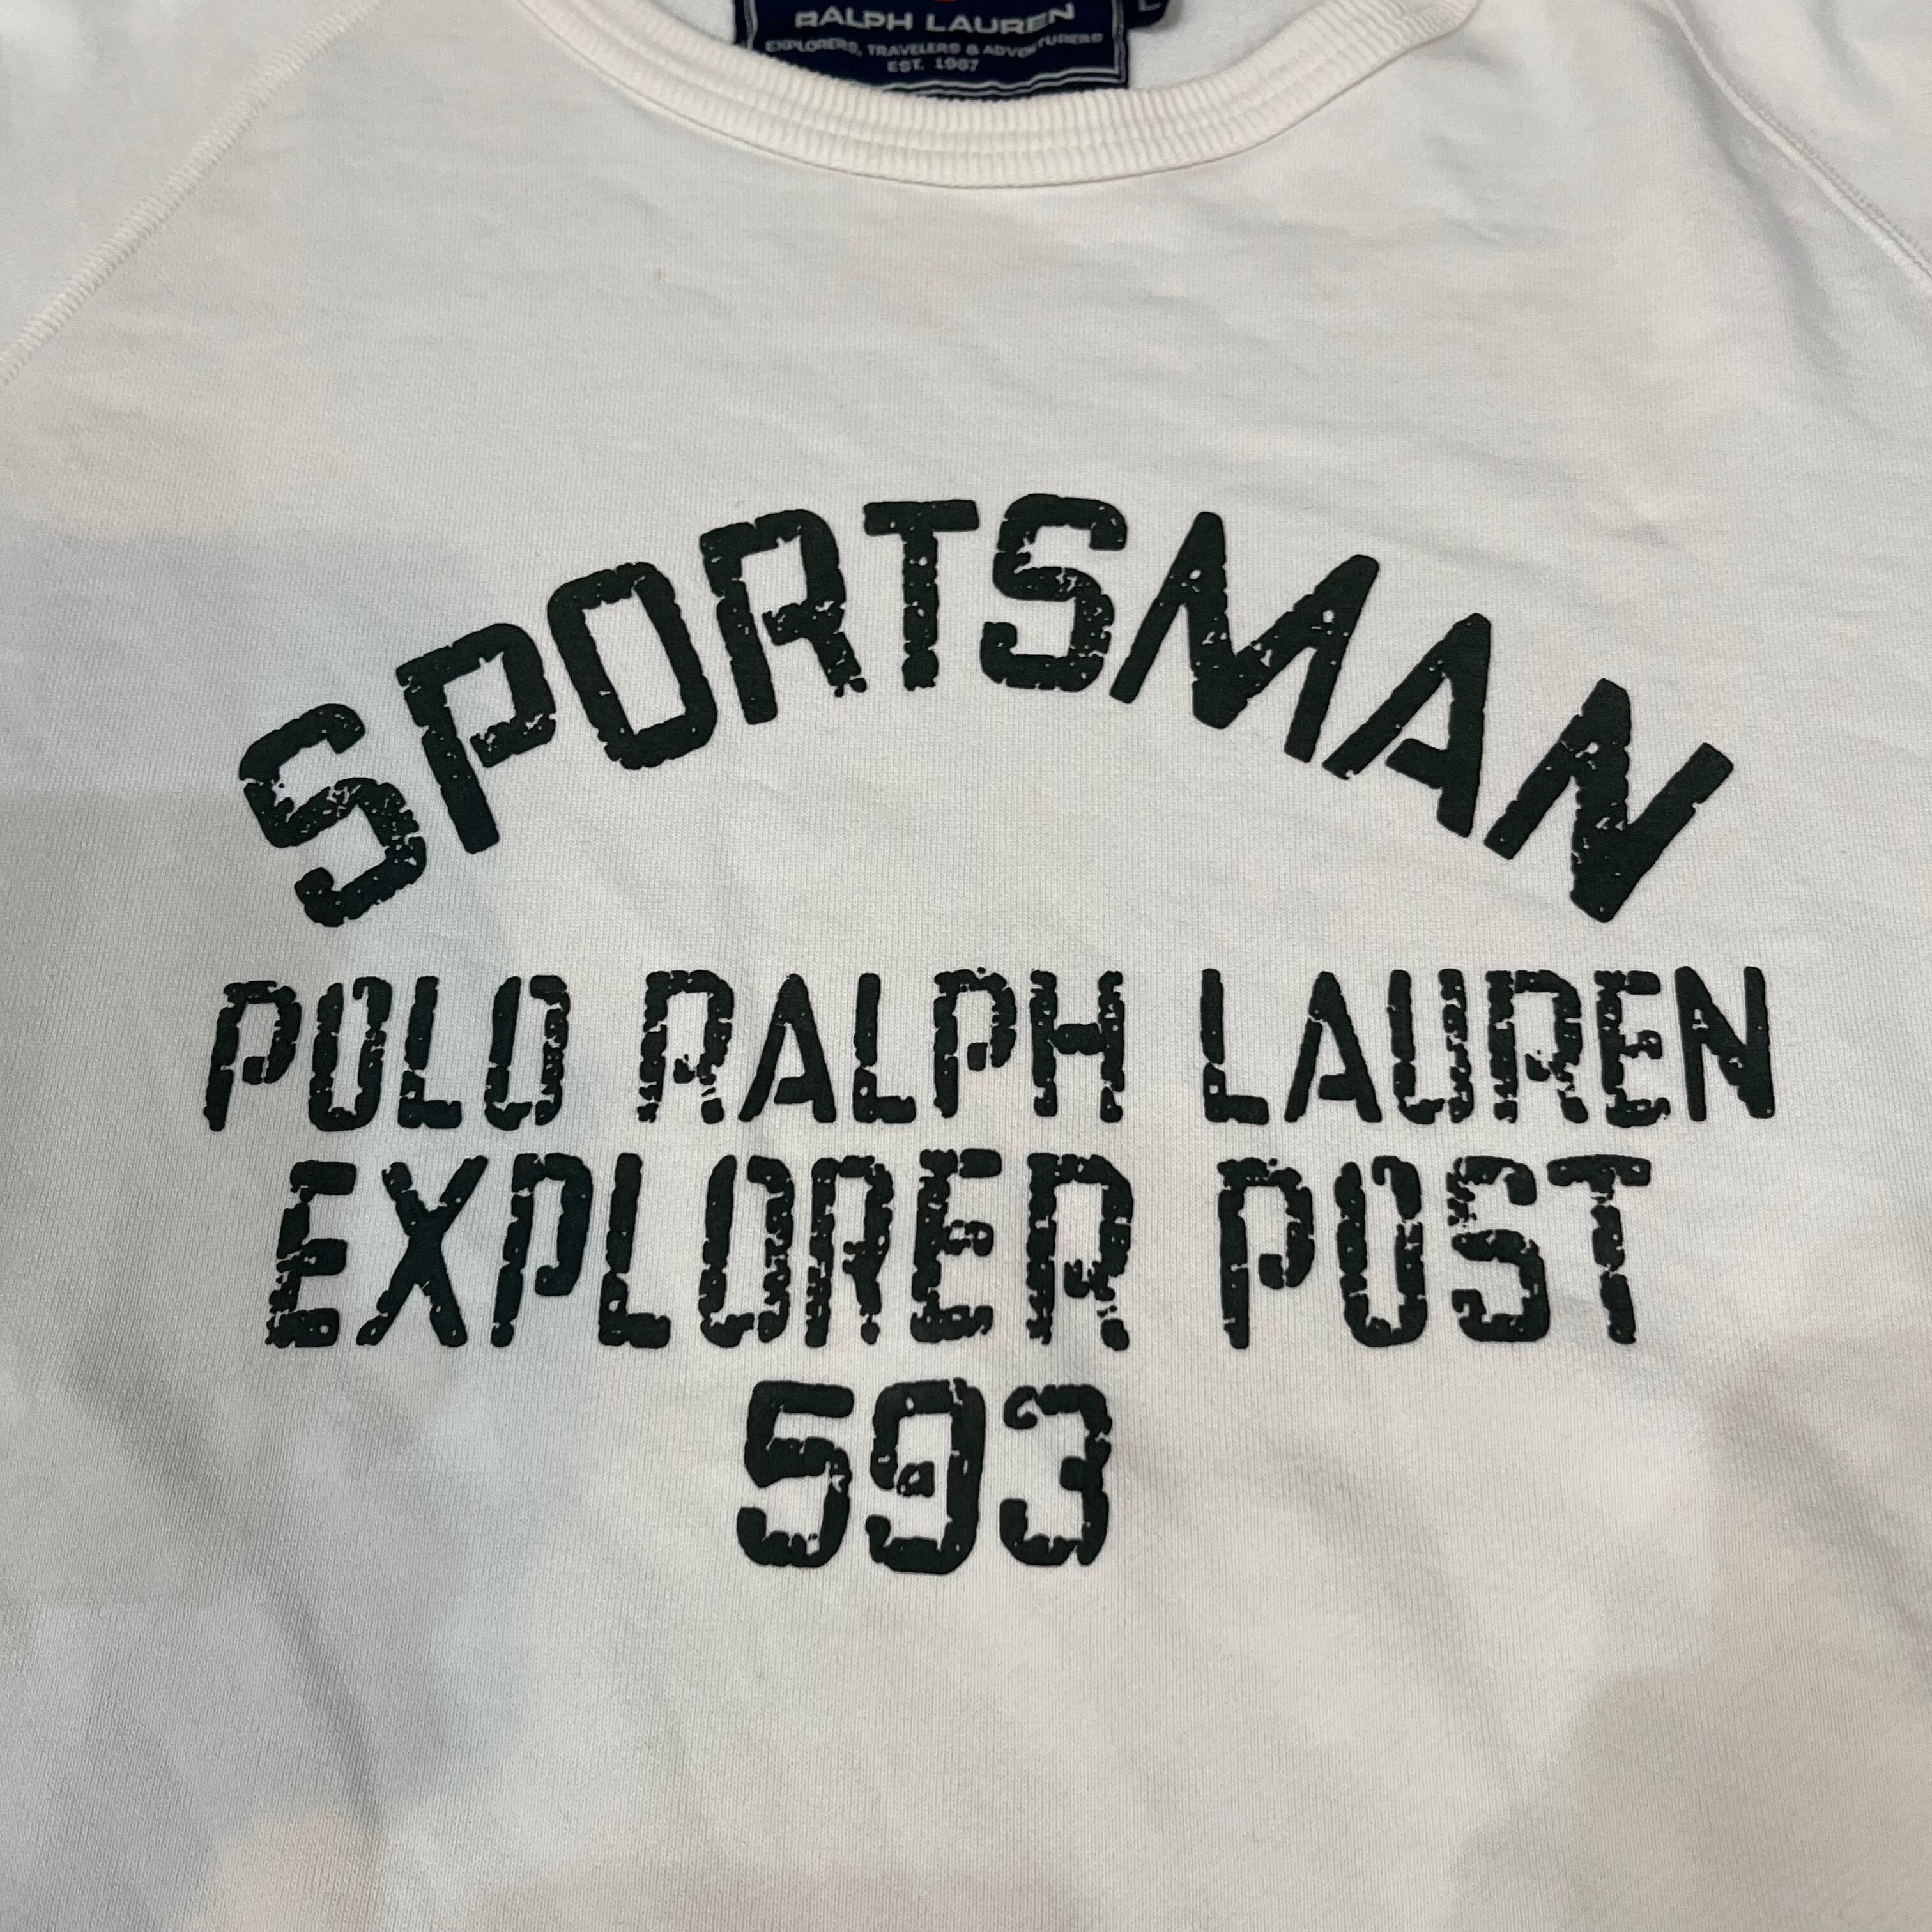 RALPH LAUREN
EXPLORERS, TRAVELERS & ADVENTURERS
EST. 1967
L
SPORTSMAN
POLO RALPH LAUREN
EXPLORER POST
593